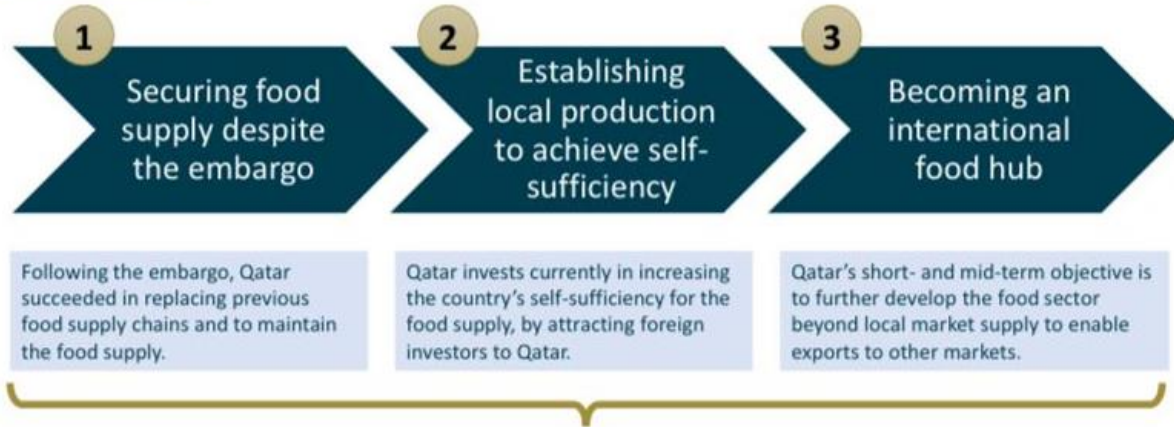 1
Securing food
supply despite
the embargo
2
Establishing
local production
to achieve self-
sufficiency
3
Becoming an
international
food hub
Following the embargo, Qatar
succeeded in replacing previous
food supply chains and to maintain
the food supply.
Qatar invests currently in increasing
the country's self-sufficiency for the
food supply, by attracting foreign
investors to Qatar.
Qatar's short- and mid-term objective is
to further develop the food sector
beyond local market supply to enable
exports to other markets.